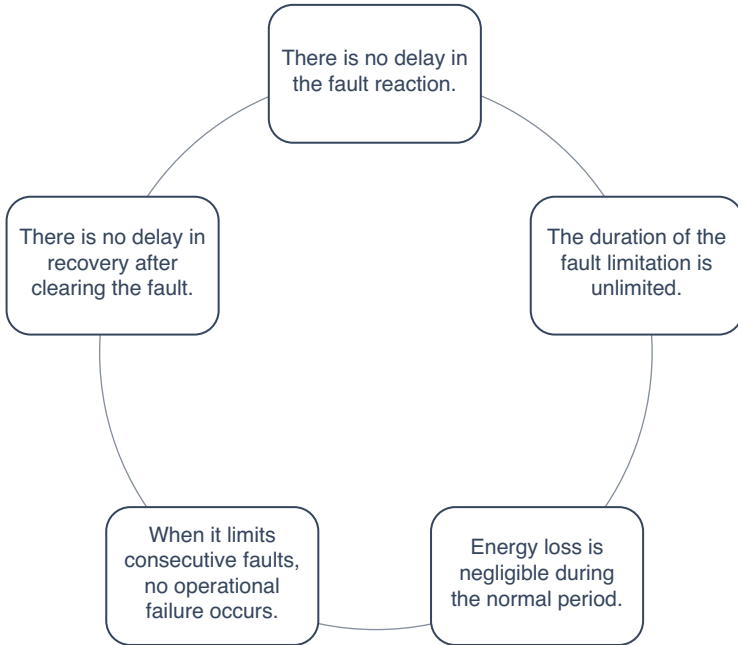 There is no delay in
the fault reaction.
The duration of the
fault limitation is
unlimited.
Energy loss is
negligible during
the normal period.
When it limits
consecutive faults,
no operational
failure occurs.
There is no delay in
recovery after
clearing the fault.